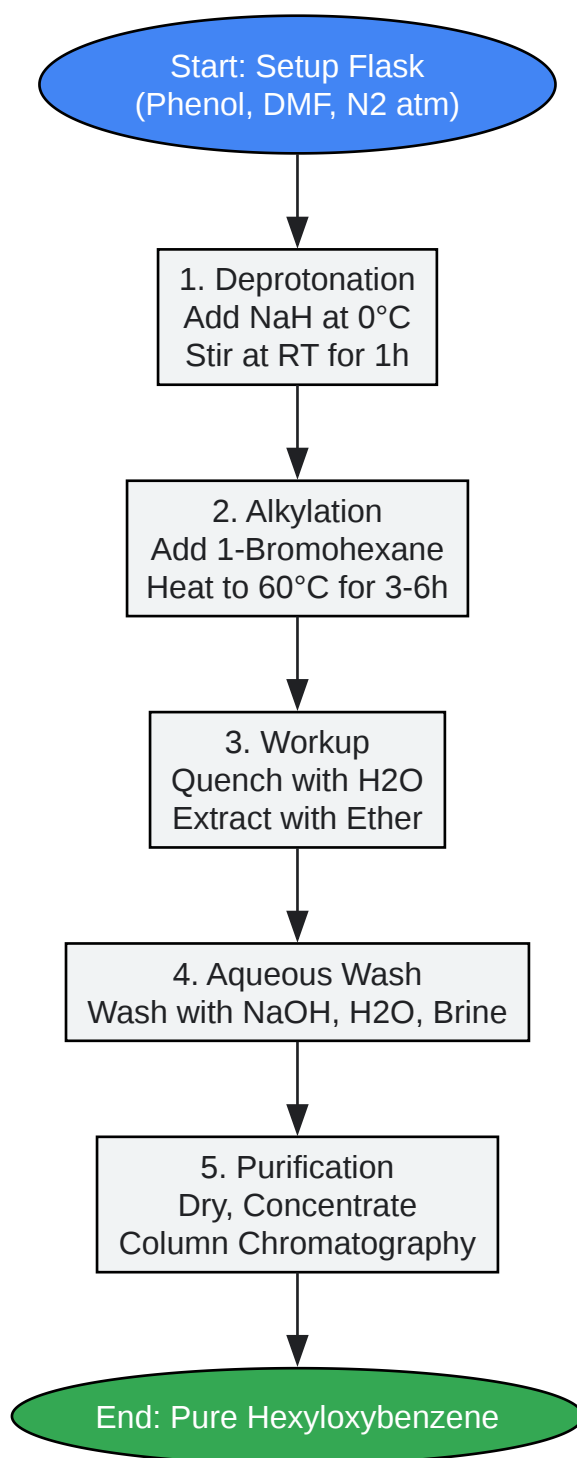 Start: Setup Flask
(Phenol, DMF, N2 atm)
1. Deprotonation
Add NaH at 0°C
Stir at RT for 1h
2. Alkylation
Add 1-Bromohexane
Heat to 60°C for 3-6h
3. Workup
Quench with H2O
Extract with Ether
4. Aqueous Wash
Wash with NaOH, H2O, Brine
5. Purification
Dry, Concentrate
Column Chromatography
End: Pure Hexyloxybenzene